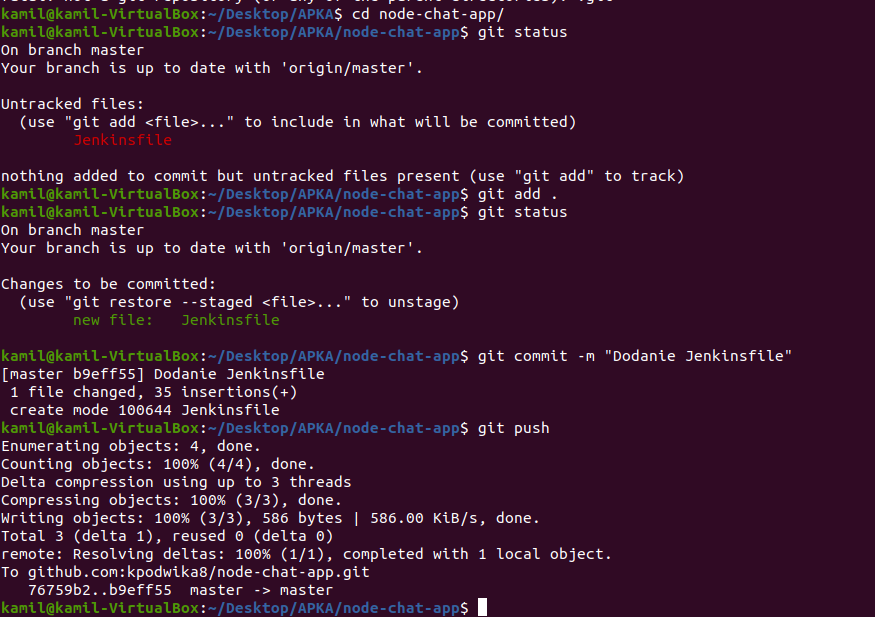 kamil@kamil-VirtualBox:~/Desktop/APKA$ cd node-chat-app/
kamil@kamil-VirtualBox:~/Desktop/APKA/node-chat-app$ git status
On branch master
Your branch is up to date with 'origin/master'.
Untracked files:
  (use "git add <file>..." to include in what will be committed)
        Jenkinsfile
nothing added to commit but untracked files present (use "git add" to track)
kamil@kamil-VirtualBox:~/Desktop/APKA/node-chat-app$ git add .
kamil@kamil-VirtualBox:~/Desktop/APKA/node-chat-app$ git status
On branch master
Your branch is up to date with 'origin/master'.
Changes to be committed:
  (use "git restore --staged <file>..." to unstage)
        new file:   Jenkinsfile
kamil@kamil-VirtualBox:~/Desktop/APKA/node-chat-app$ git commit -m "Dodanie Jenkinsfile"
[master b9eff55] Dodanie Jenkinsfile
 1 file changed, 35 insertions(+)
 create mode 100644 Jenkinsfile
kamil@kamil-VirtualBox:~/Desktop/APKA/node-chat-app$ git push
Enumerating objects: 4, done.
Counting objects: 100% (4/4), done.
Delta compression using up to 3 threads
Compressing objects: 100% (3/3), done.
Writing objects: 100% (3/3), 586 bytes | 586.00 KiB/s, done.
Total 3 (delta 1), reused 0 (delta 0)
remote: Resolving deltas: 100% (1/1), completed with 1 local object.
To github.com:kpodwika8/node-chat-app.git
   76759b2..b9eff55  master -> master
kamil@kamil-VirtualBox:~/Desktop/APKA/node-chat-app$